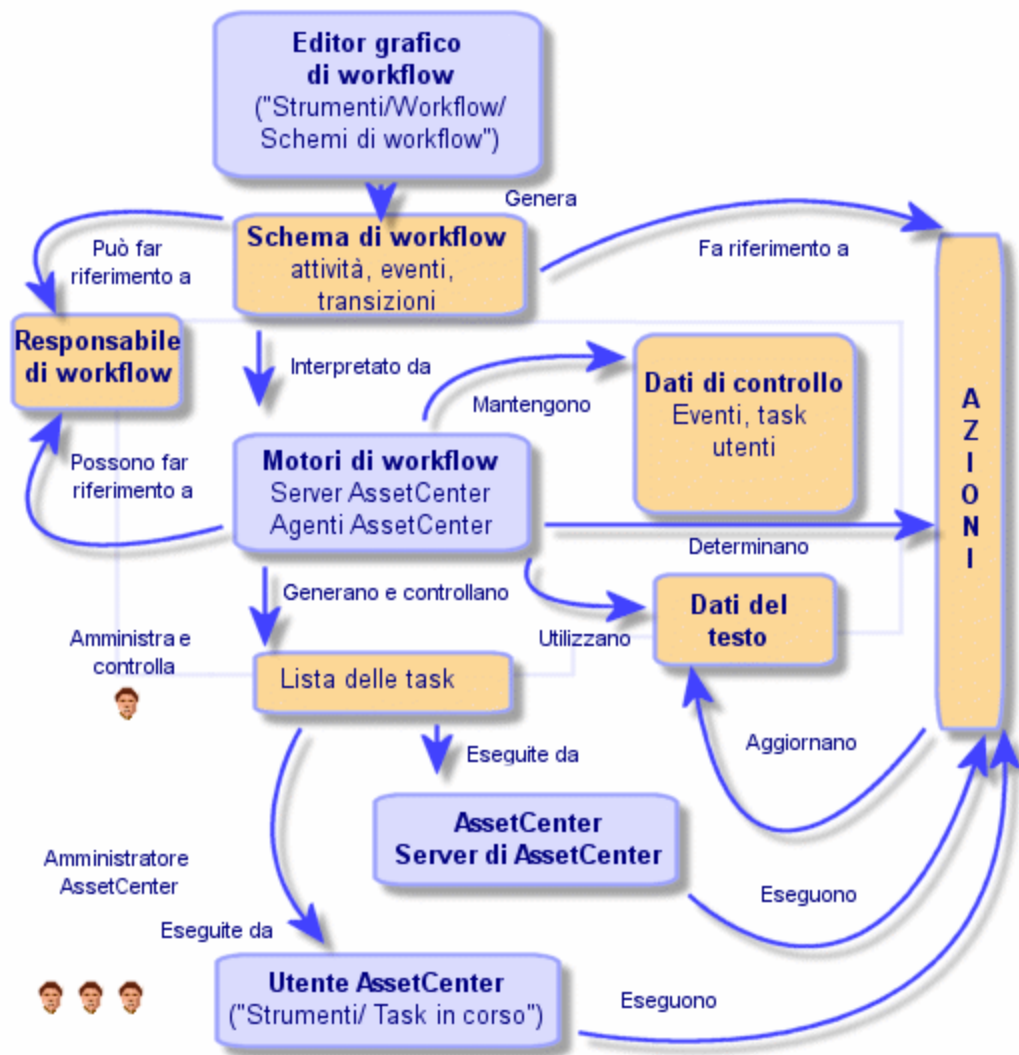 Editor grafico
di workflow
("Strumenti/Workflow/
Schemi di workflow")
Genera
Schema di workflow
attività, eventi,
transizioni
Può far
riferimento a
Fa riferimento a
Responsabile
di workflow
Interpretato da
Mantengono
Dati di controllo
Eventi, task
utenti
AZIONI
Possono far
riferimento a
Motori di workflow
Server AssetCenter
Agenti AssetCenter
Determinano
Generano e controllano
Utilizzano
Dati del
testo
Amministra e
controlla
Lista delle task
Aggiornano
Eseguite da
AssetCenter
Server di AssetCenter
Amministratore
AssetCenter
Eseguono
Eseguite da
Utente AssetCenter
("Strumenti/ Task in corso")
Eseguono